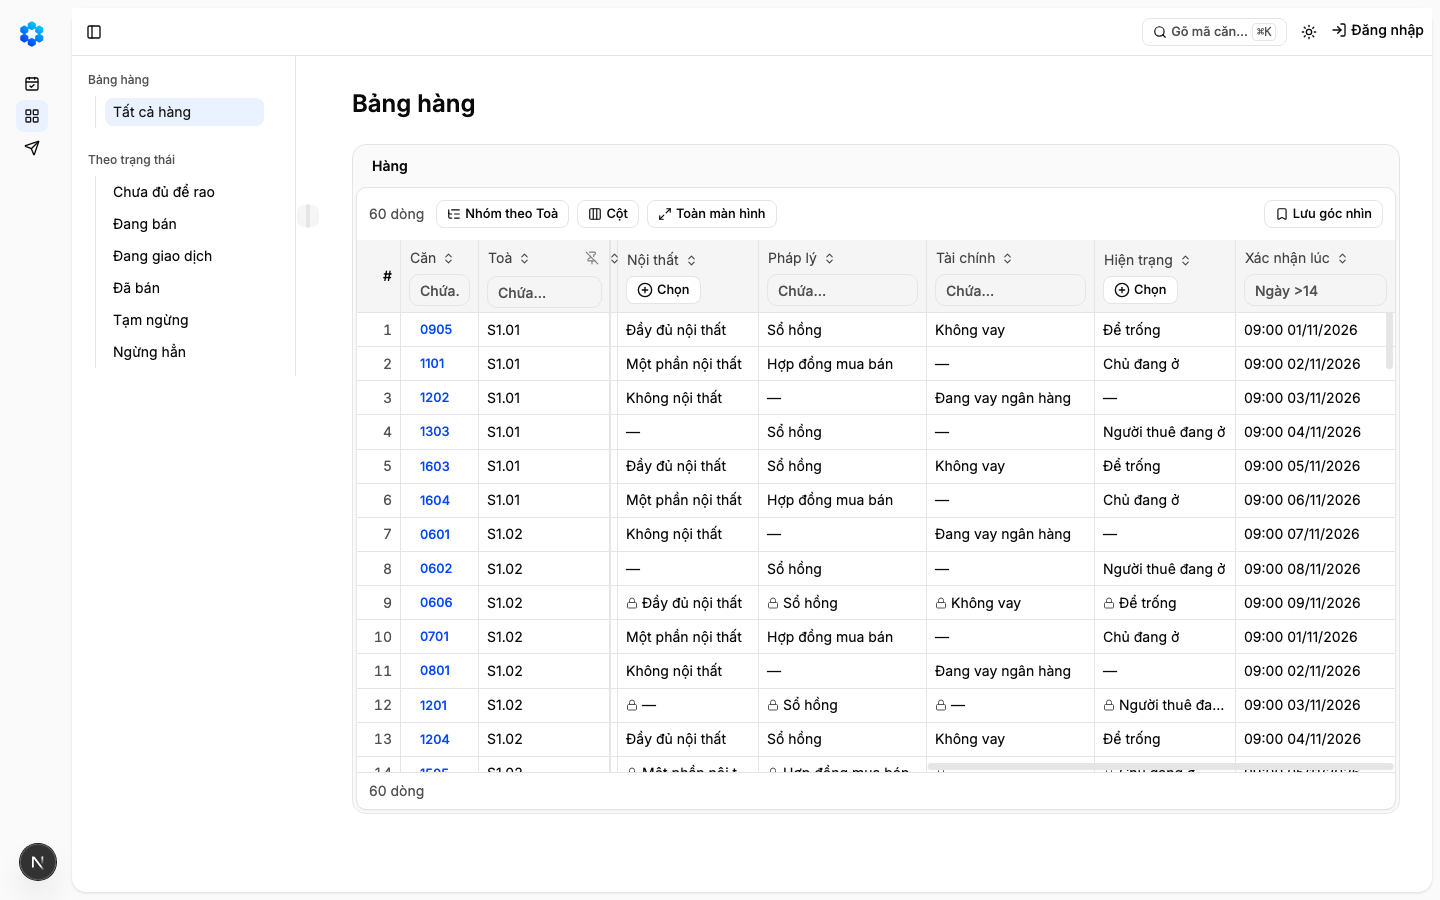 Gõ mã căn... ⌘K
Đăng nhập
Bảng hàng
Tất cả hàng
Theo trạng thái
Chưa đủ để rao
Đang bán
Đang giao dịch
Đã bán
Tạm ngừng
Ngừng hẳn
Bảng hàng
Hàng
60 dòng Nhóm theo Toà Cột Toàn màn hình Lưu góc nhìn
# Căn Toà Nội thất Pháp lý Tài chính Hiện trạng Xác nhận lúc
Chứa. Chứa... Chọn Chứa... Chứa... Chọn Ngày >14
1 0905 S1.01 Đầy đủ nội thất Sổ hồng Không vay Để trống 09:00 01/11/2026
2 1101 S1.01 Một phần nội thất Hợp đồng mua bán — Chủ đang ở 09:00 02/11/2026
3 1202 S1.01 Không nội thất — Đang vay ngân hàng — 09:00 03/11/2026
4 1303 S1.01 — Sổ hồng — Người thuê đang ở 09:00 04/11/2026
5 1603 S1.01 Đầy đủ nội thất Sổ hồng Không vay Để trống 09:00 05/11/2026
6 1604 S1.01 Một phần nội thất Hợp đồng mua bán — Chủ đang ở 09:00 06/11/2026
7 0601 S1.02 Không nội thất — Đang vay ngân hàng — 09:00 07/11/2026
8 0602 S1.02 — Sổ hồng — Người thuê đang ở 09:00 08/11/2026
9 0606 S1.02 Đầy đủ nội thất Sổ hồng Không vay Để trống 09:00 09/11/2026
10 0701 S1.02 Một phần nội thất Hợp đồng mua bán — Chủ đang ở 09:00 01/11/2026
11 0801 S1.02 Không nội thất — Đang vay ngân hàng — 09:00 02/11/2026
12 1201 S1.02 — Sổ hồng — Người thuê đa... 09:00 03/11/2026
13 1204 S1.02 Đầy đủ nội thất Sổ hồng Không vay Để trống 09:00 04/11/2026
60 dòng
N